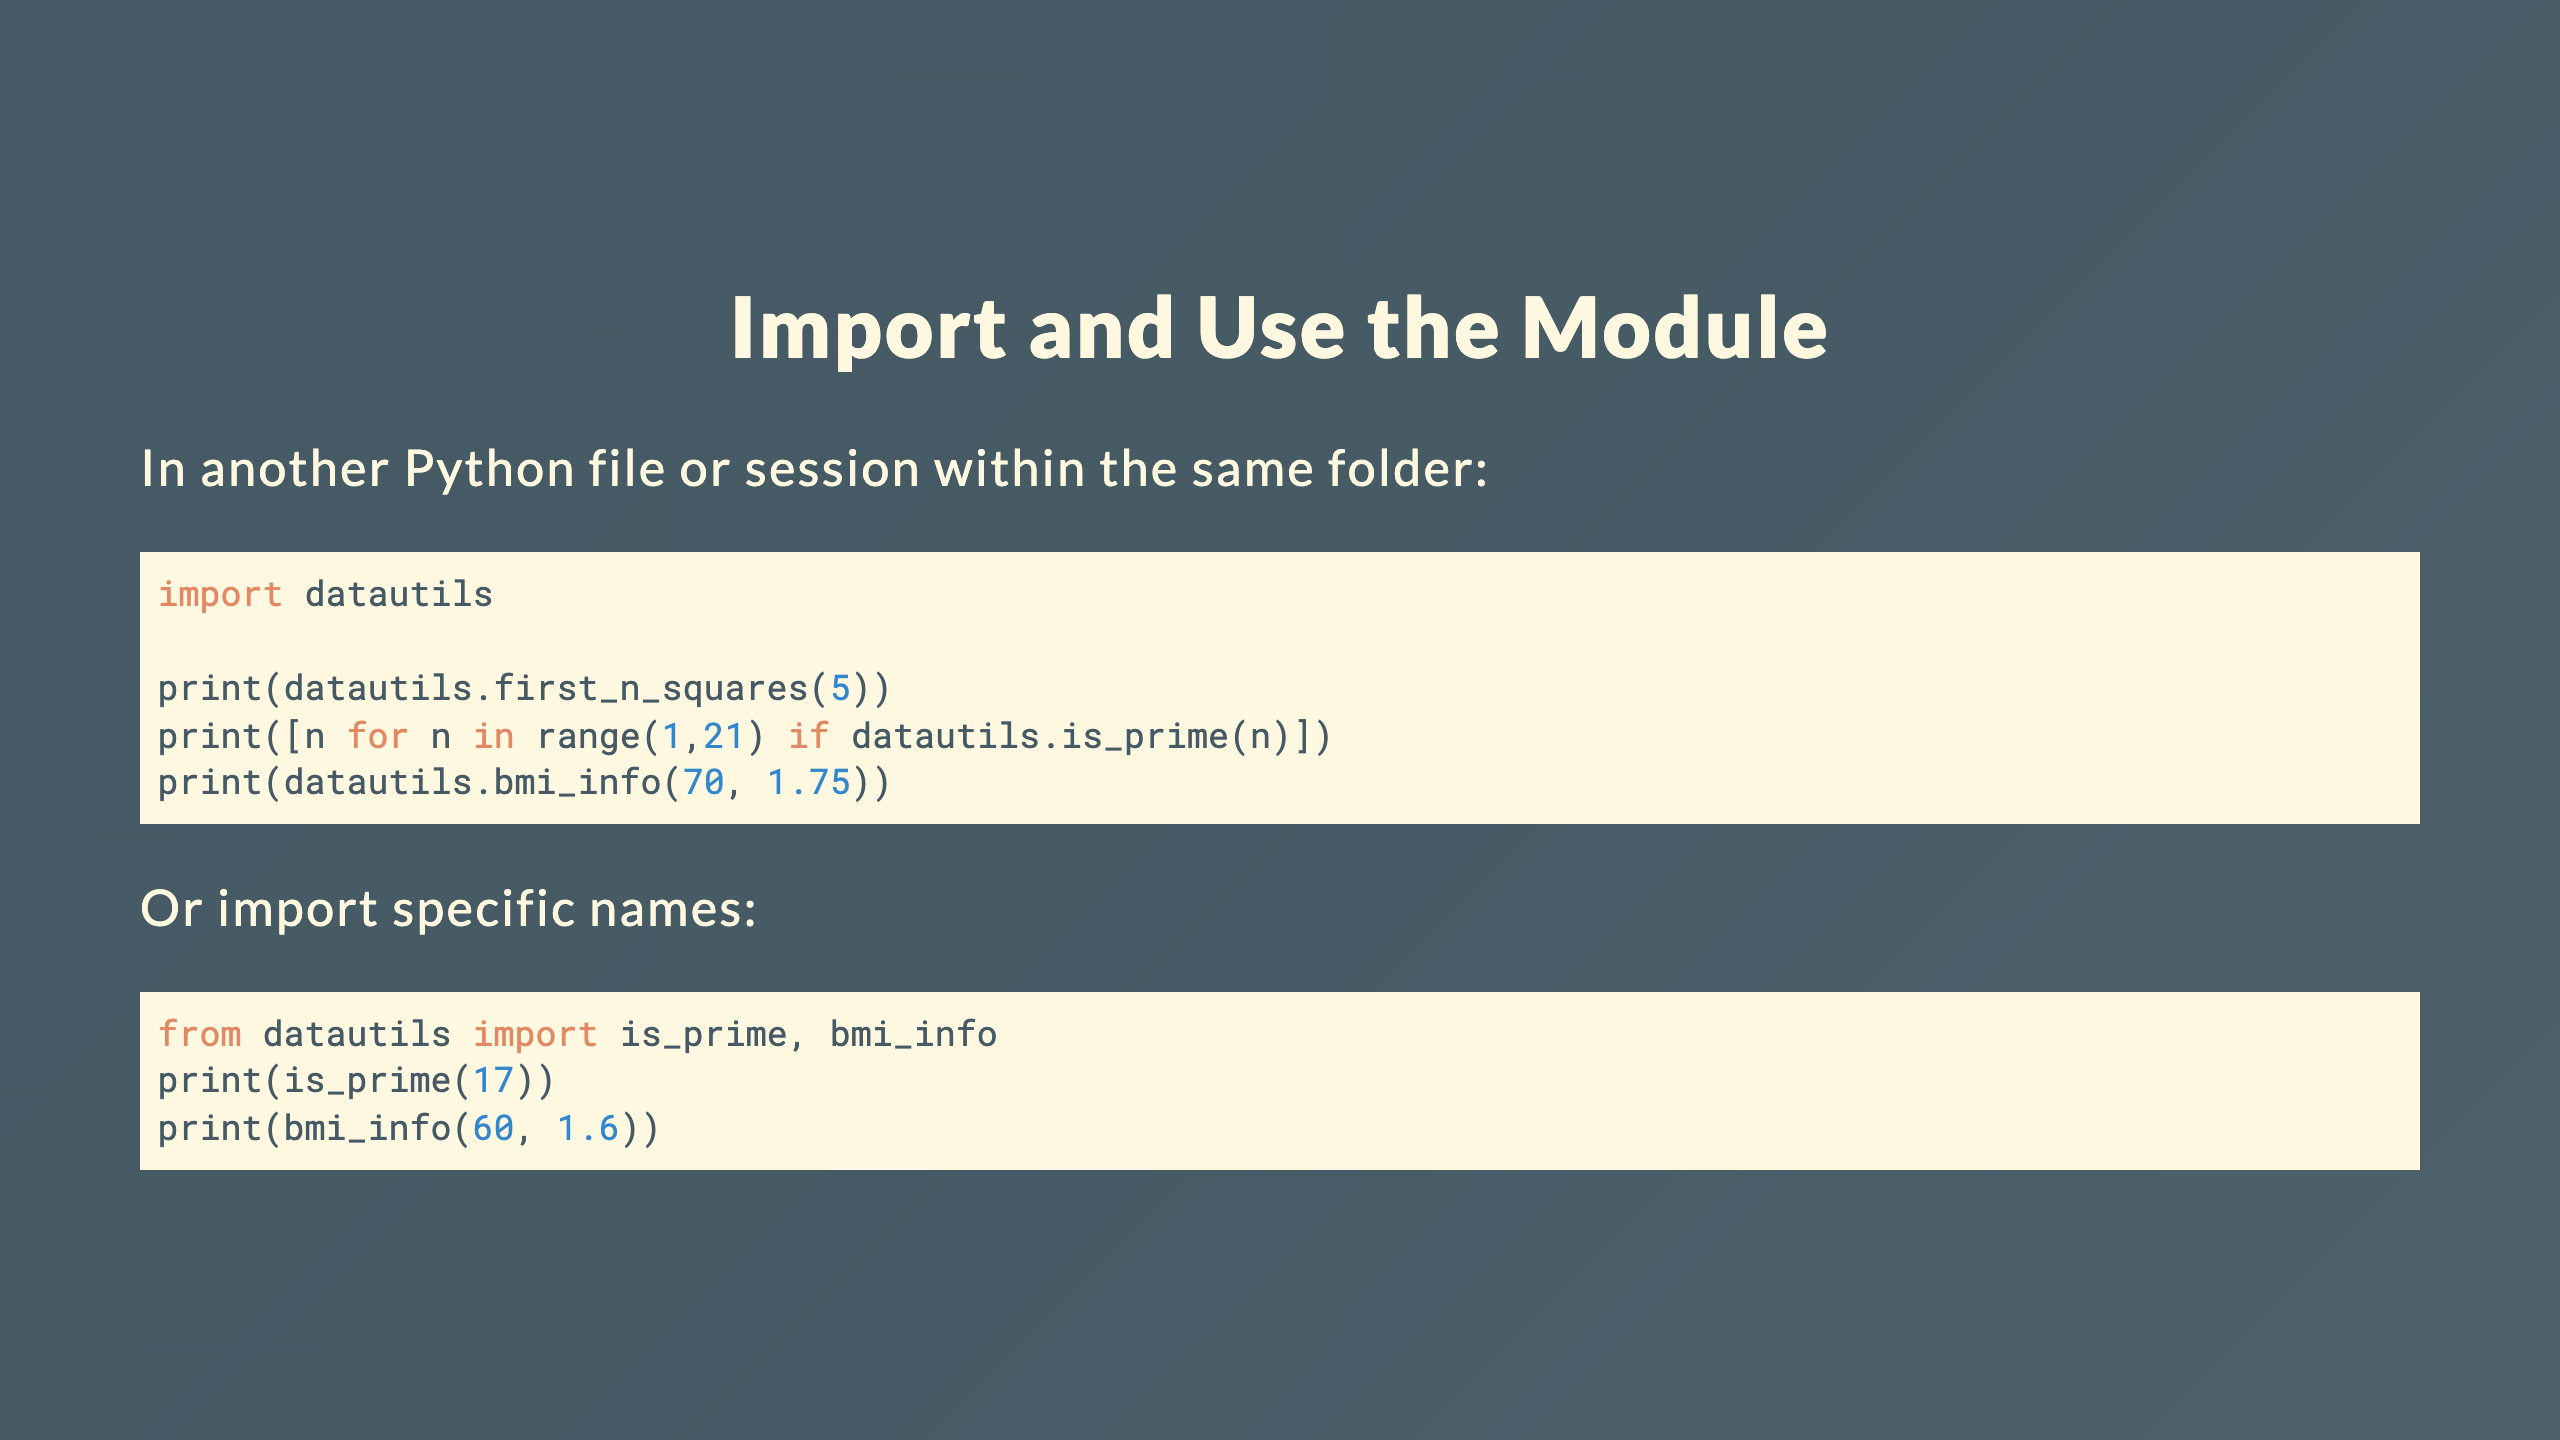 Import and Use the Module
In another Python file or session within the same folder:
import datautils
print(datautils.first_n_squares(5))
print([n for n in range(1,21) if datautils.is_prime(n)])
print(datautils.bmi_info(70, 1.75))
Or import specific names:
from datautils import is_prime, bmi_info
print(is_prime(17))
print(bmi_info(60, 1.6))